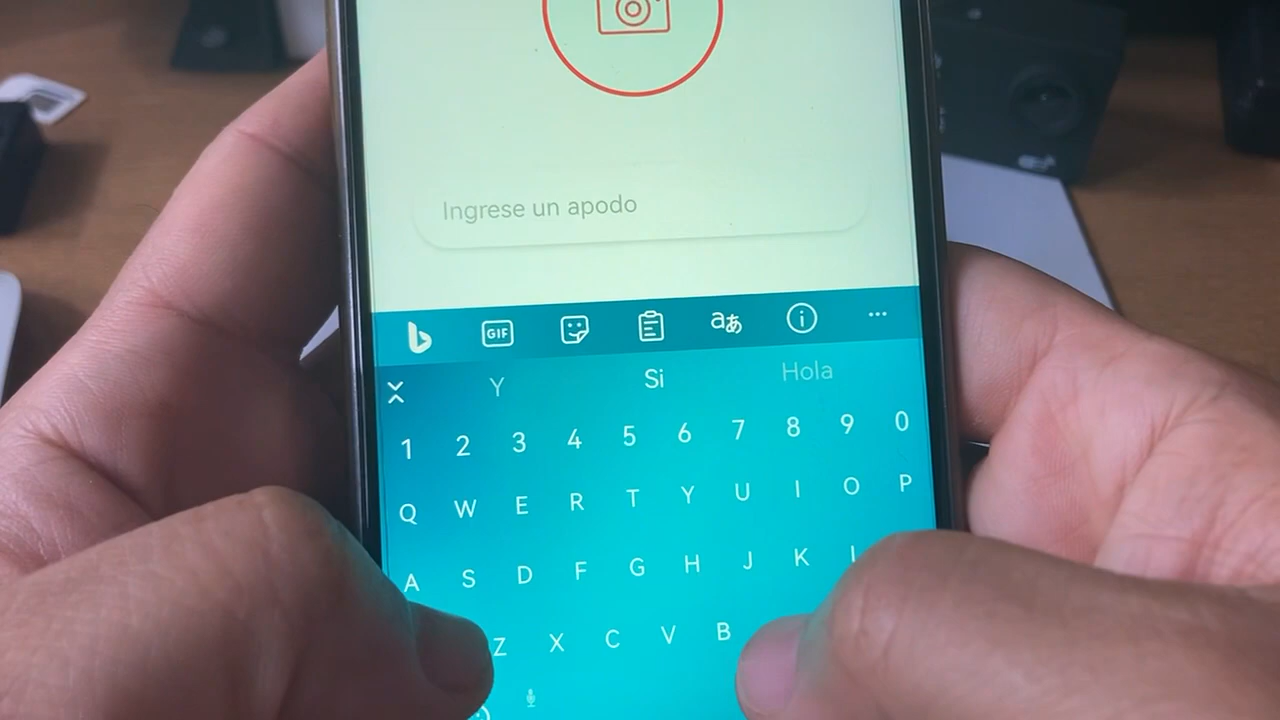 Ingrese un apodo
GIF
aあ
Y Si Hola
1 2 3 4 5 6 7 8 9 0
Q W E R T Y U I O P
A S D F G H J K
Z X C V B